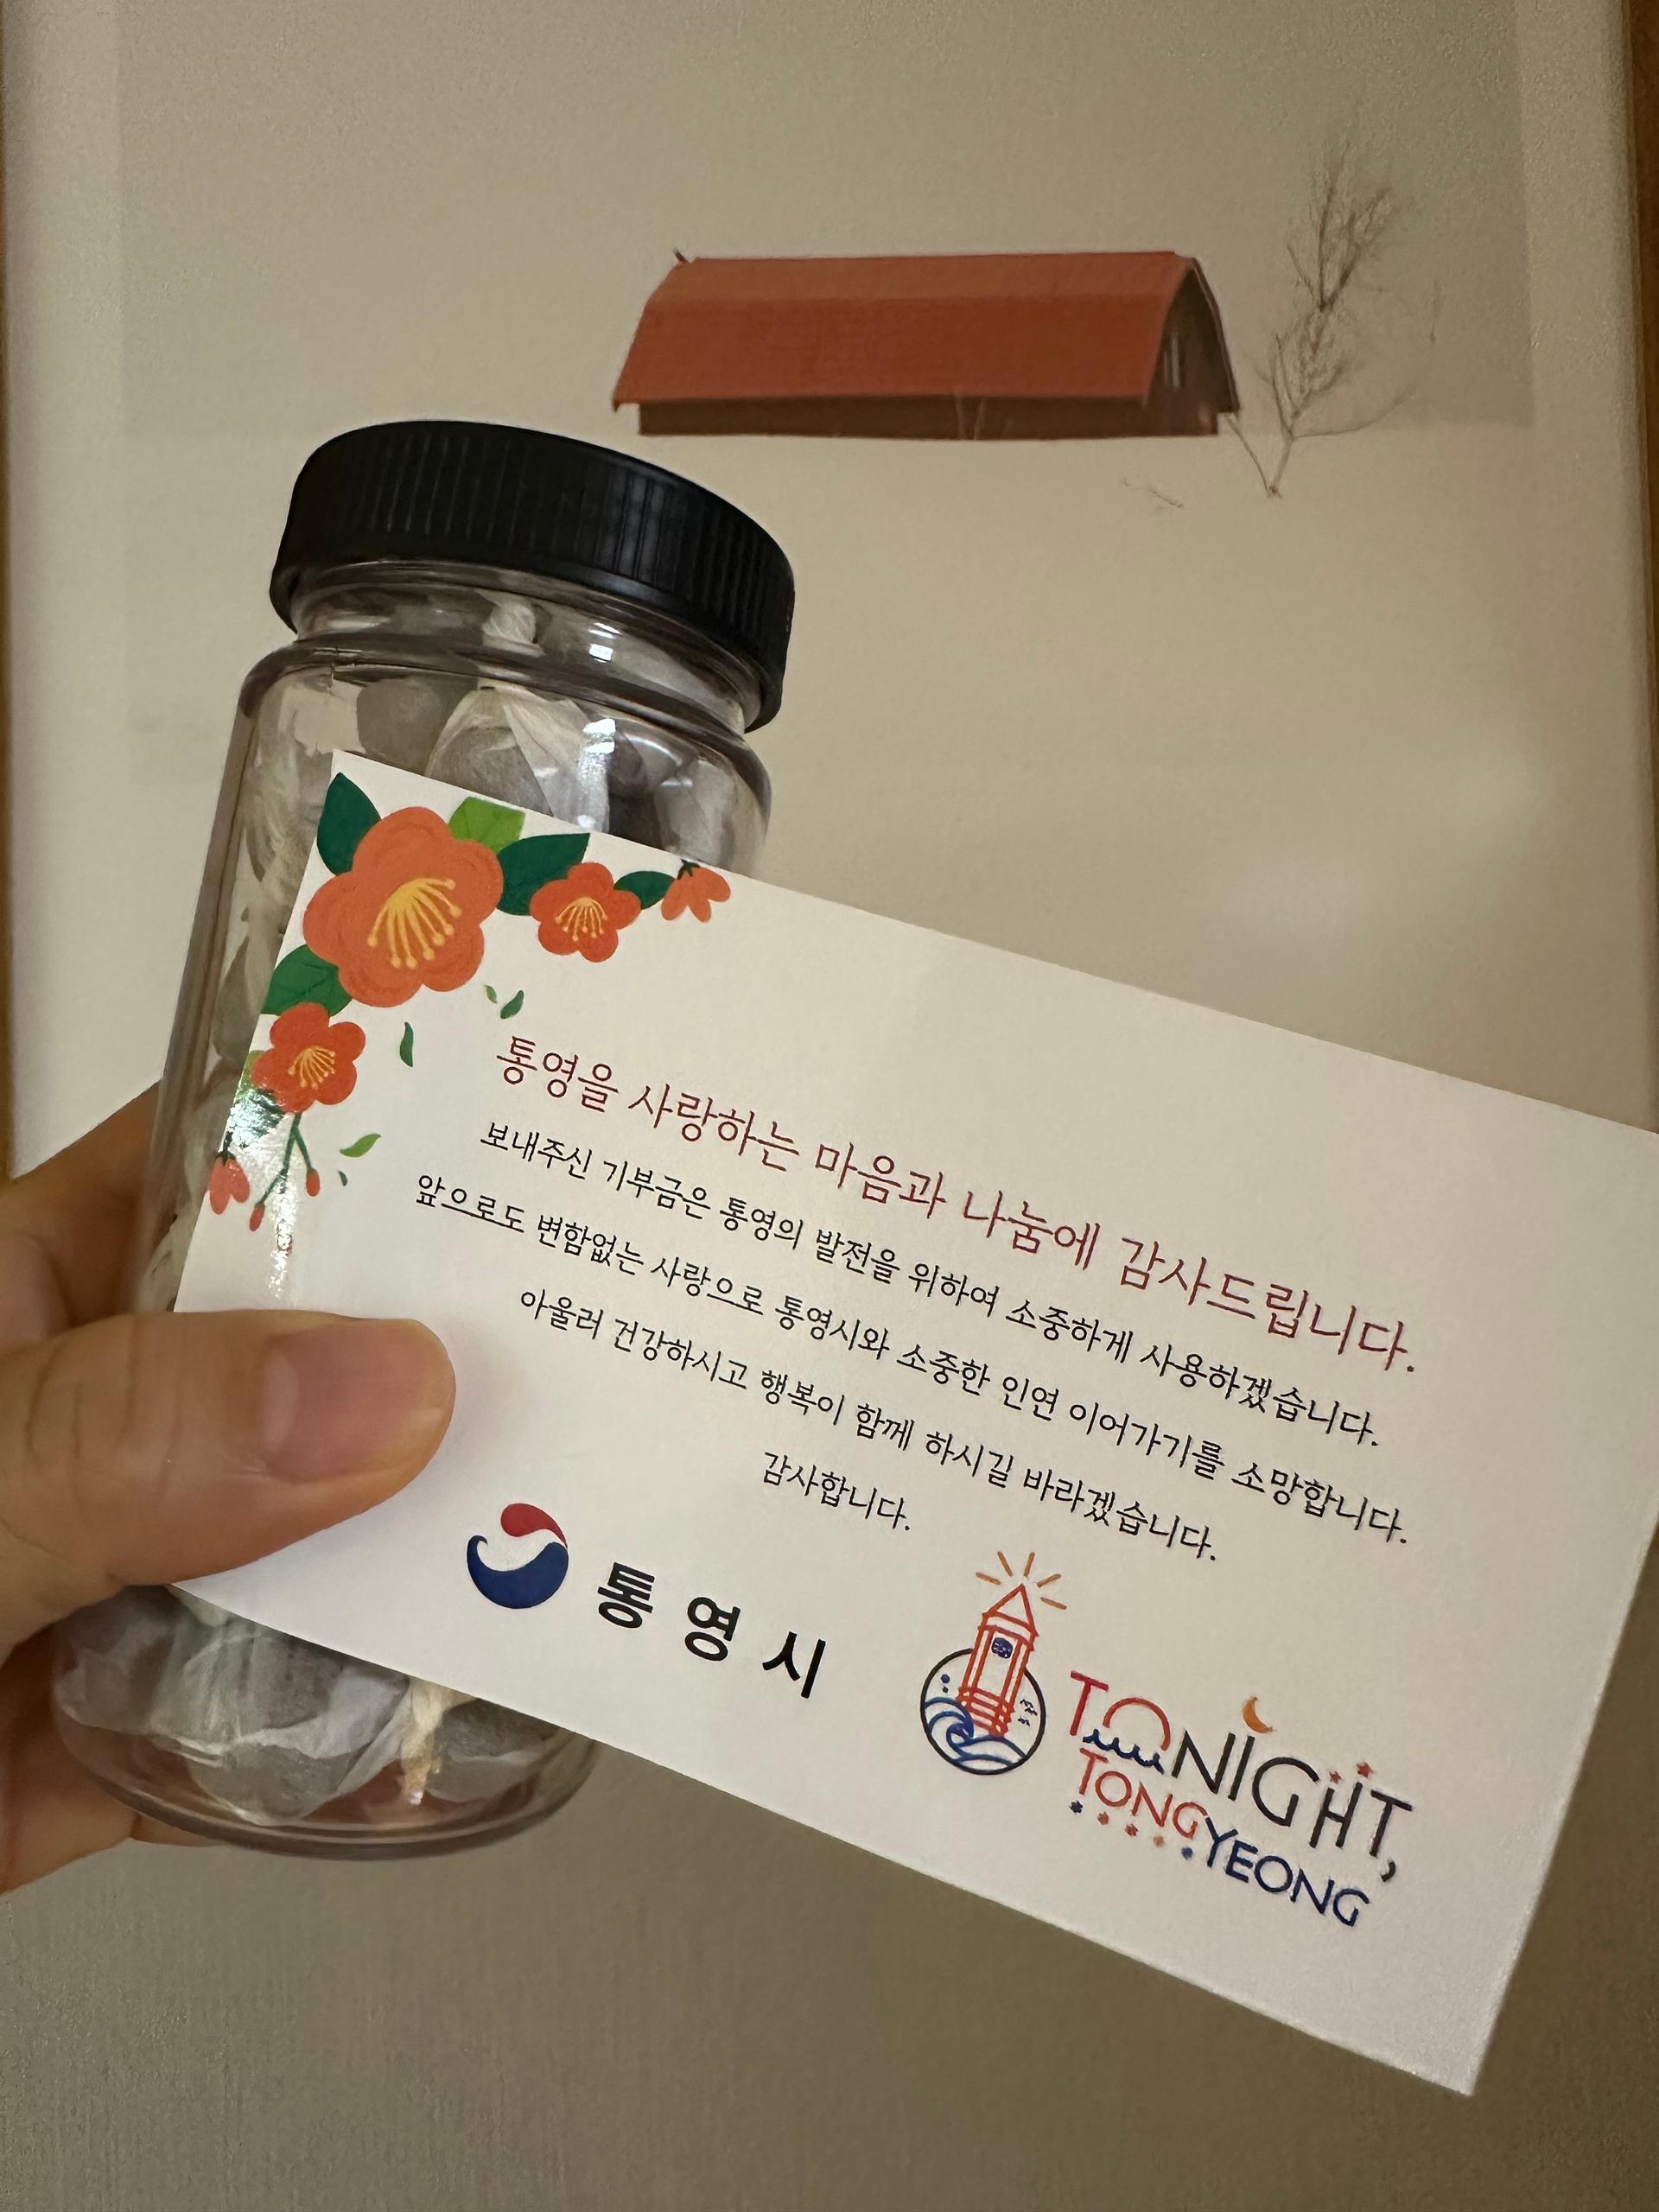 통영을 사랑하는 마음과 나눔에 감사드립니다.
보내주신 기부금은 통영의 발전을 위하여 소중하게 사용하겠습니다.
앞으로도 변함없는 사랑으로 통영시와 소중한 인연 이어가기를 소망합니다.
아울러 건강하시고 행복이 함께 하시길 바라겠습니다.
감사합니다.
통영시
TONIGHT,
TONGYEONG